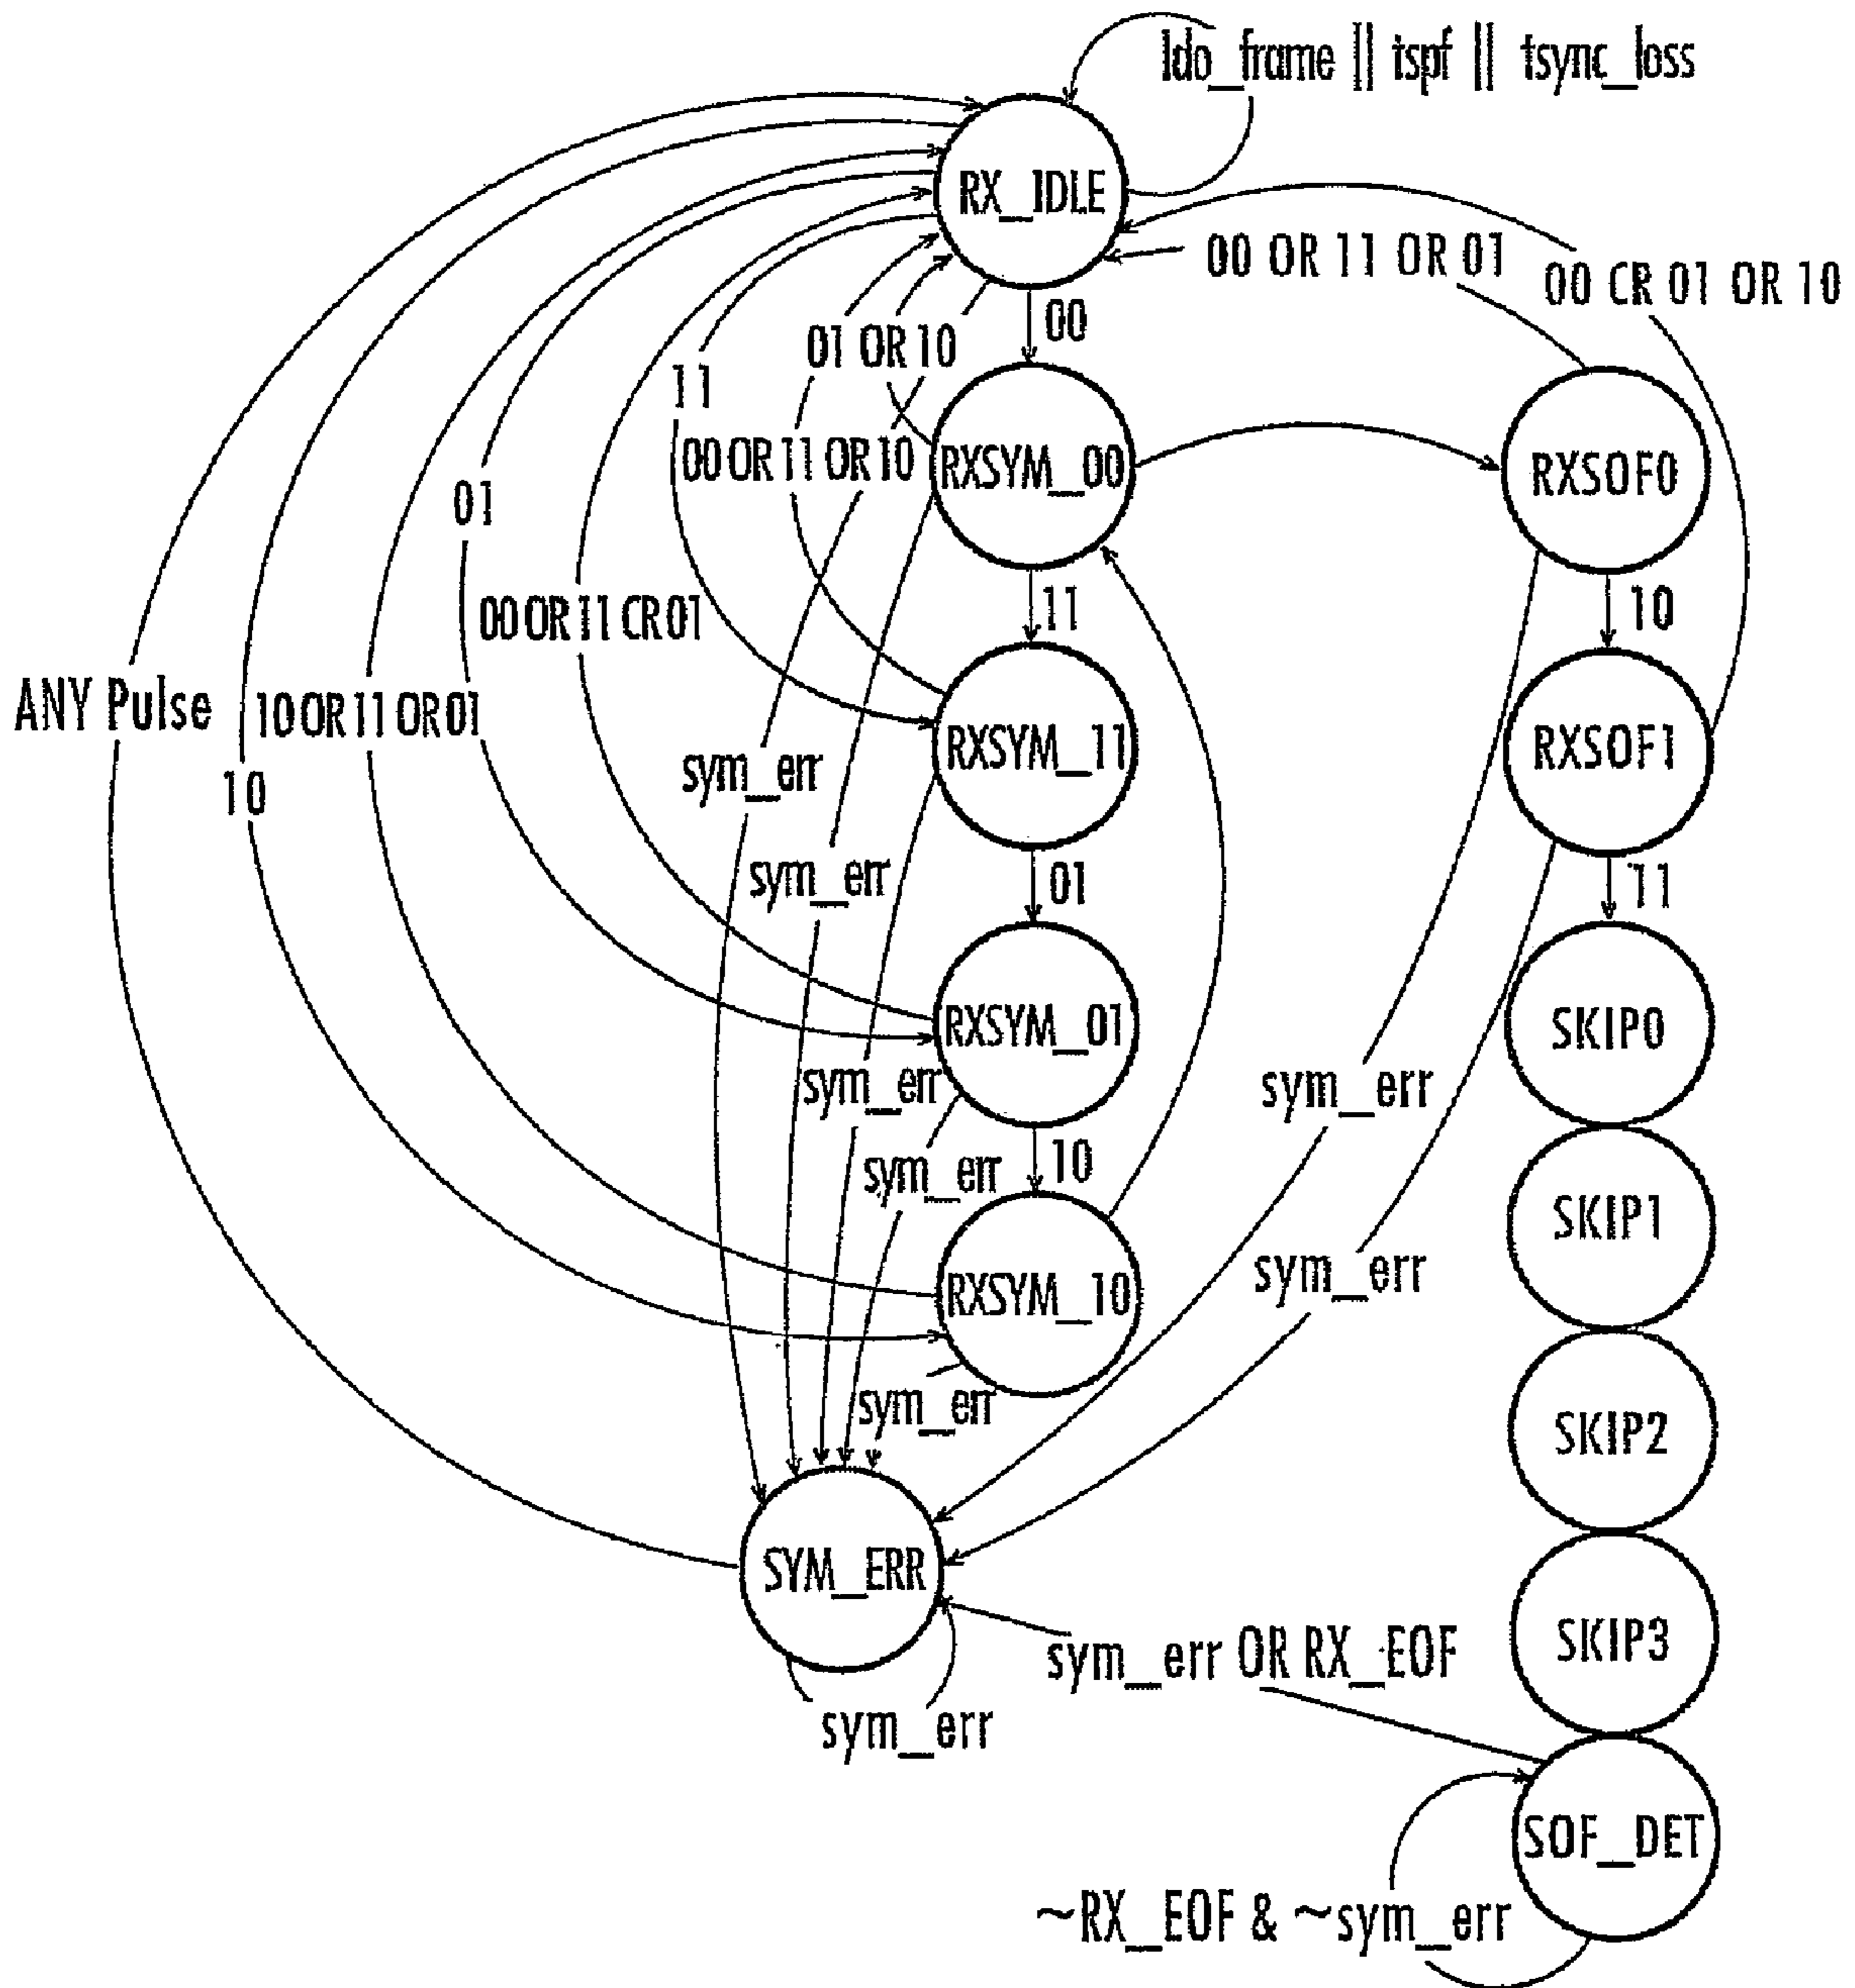 ldo_frame || tspf || tsync_loss
RX_IDLE
00 OR 11 OR 01
00 CR 01 OR 10
00
01 OR 10
11
00 OR 11 OR 10
RXSYM_00
RXSOF0
01
11
10
00 OR 11 CR 01
ANY Pulse
10 OR 11 OR 01
10
RXSYM_11
RXSOF1
sym_err
sym_err
01
11
RXSYM_01
SKIP0
sym_err
sym_err
sym_err
10
SKIP1
RXSYM_10
sym_err
sym_err
SKIP2
SYM_ERR
sym_err OR RX_EOF
SKIP3
sym_err
SOF_DET
~RX_EOF & ~sym_err